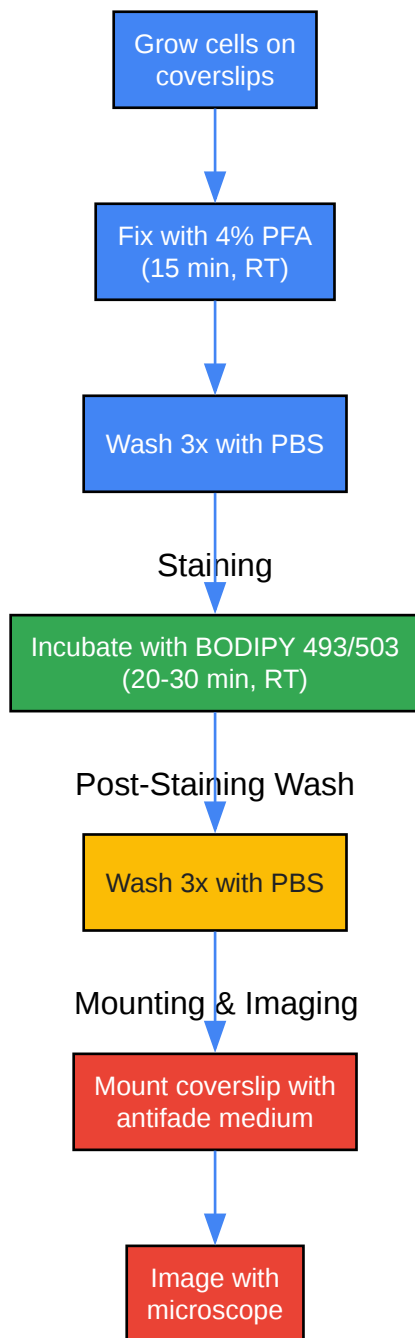 Grow cells on
coverslips
Fix with 4% PFA
(15 min, RT)
Wash 3x with PBS
Staining
Incubate with BODIPY 493/503
(20-30 min, RT)
Post-Staining Wash
Wash 3x with PBS
Mounting & Imaging
Mount coverslip with
antifade medium
Image with
microscope